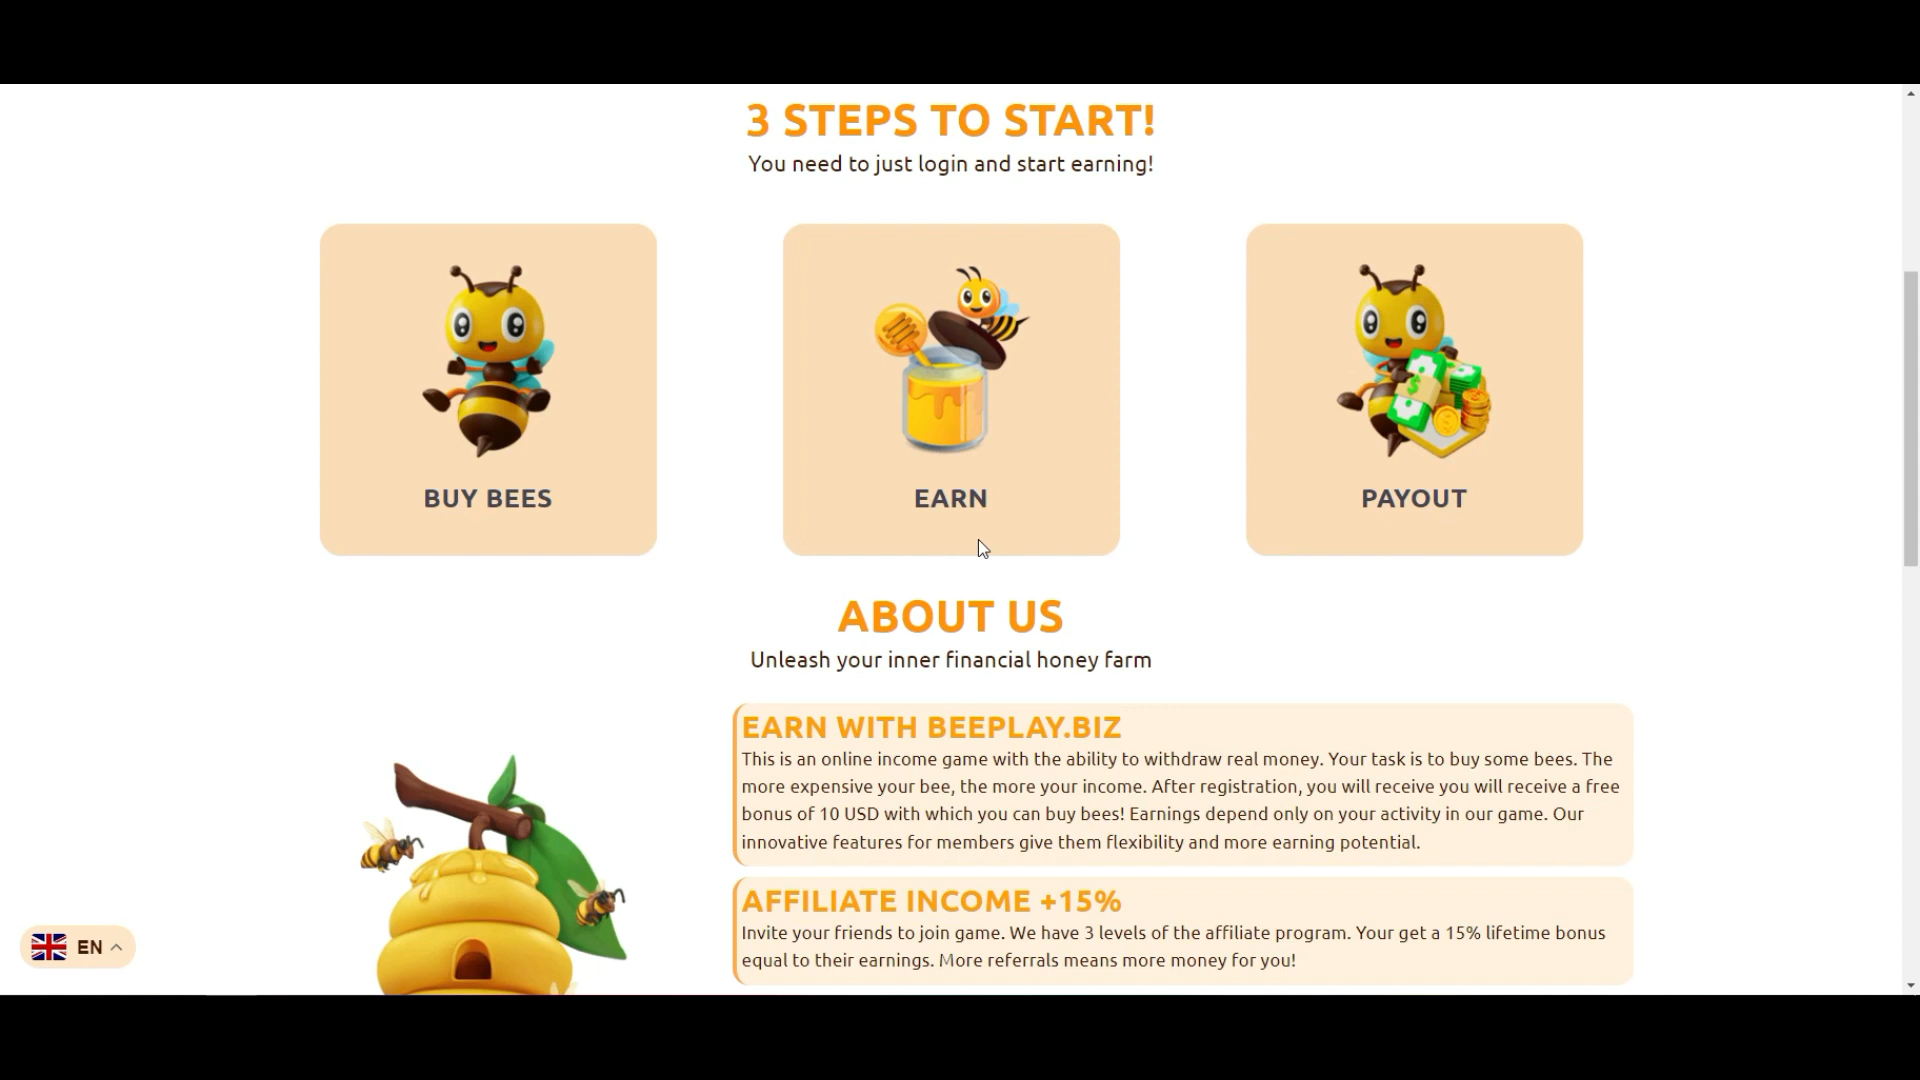 3 STEPS TO START!
You need to just login and start earning!
BUY BEES
EARN
PAYOUT
ABOUT US
Unleash your inner financial honey farm
EARN WITH BEEPLAY.BIZ
This is an online income game with the ability to withdraw real money. Your task is to buy some bees. The
more expensive your bee, the more your income. After registration, you will receive you will receive a free
bonus of 10 USD with which you can buy bees! Earnings depend only on your activity in our game. Our
innovative features for members give them flexibility and more earning potential.
AFFILIATE INCOME +15%
Invite your friends to join game. We have 3 levels of the affiliate program. Your get a 15% lifetime bonus
equal to their earnings. More referrals means more money for you!
EN